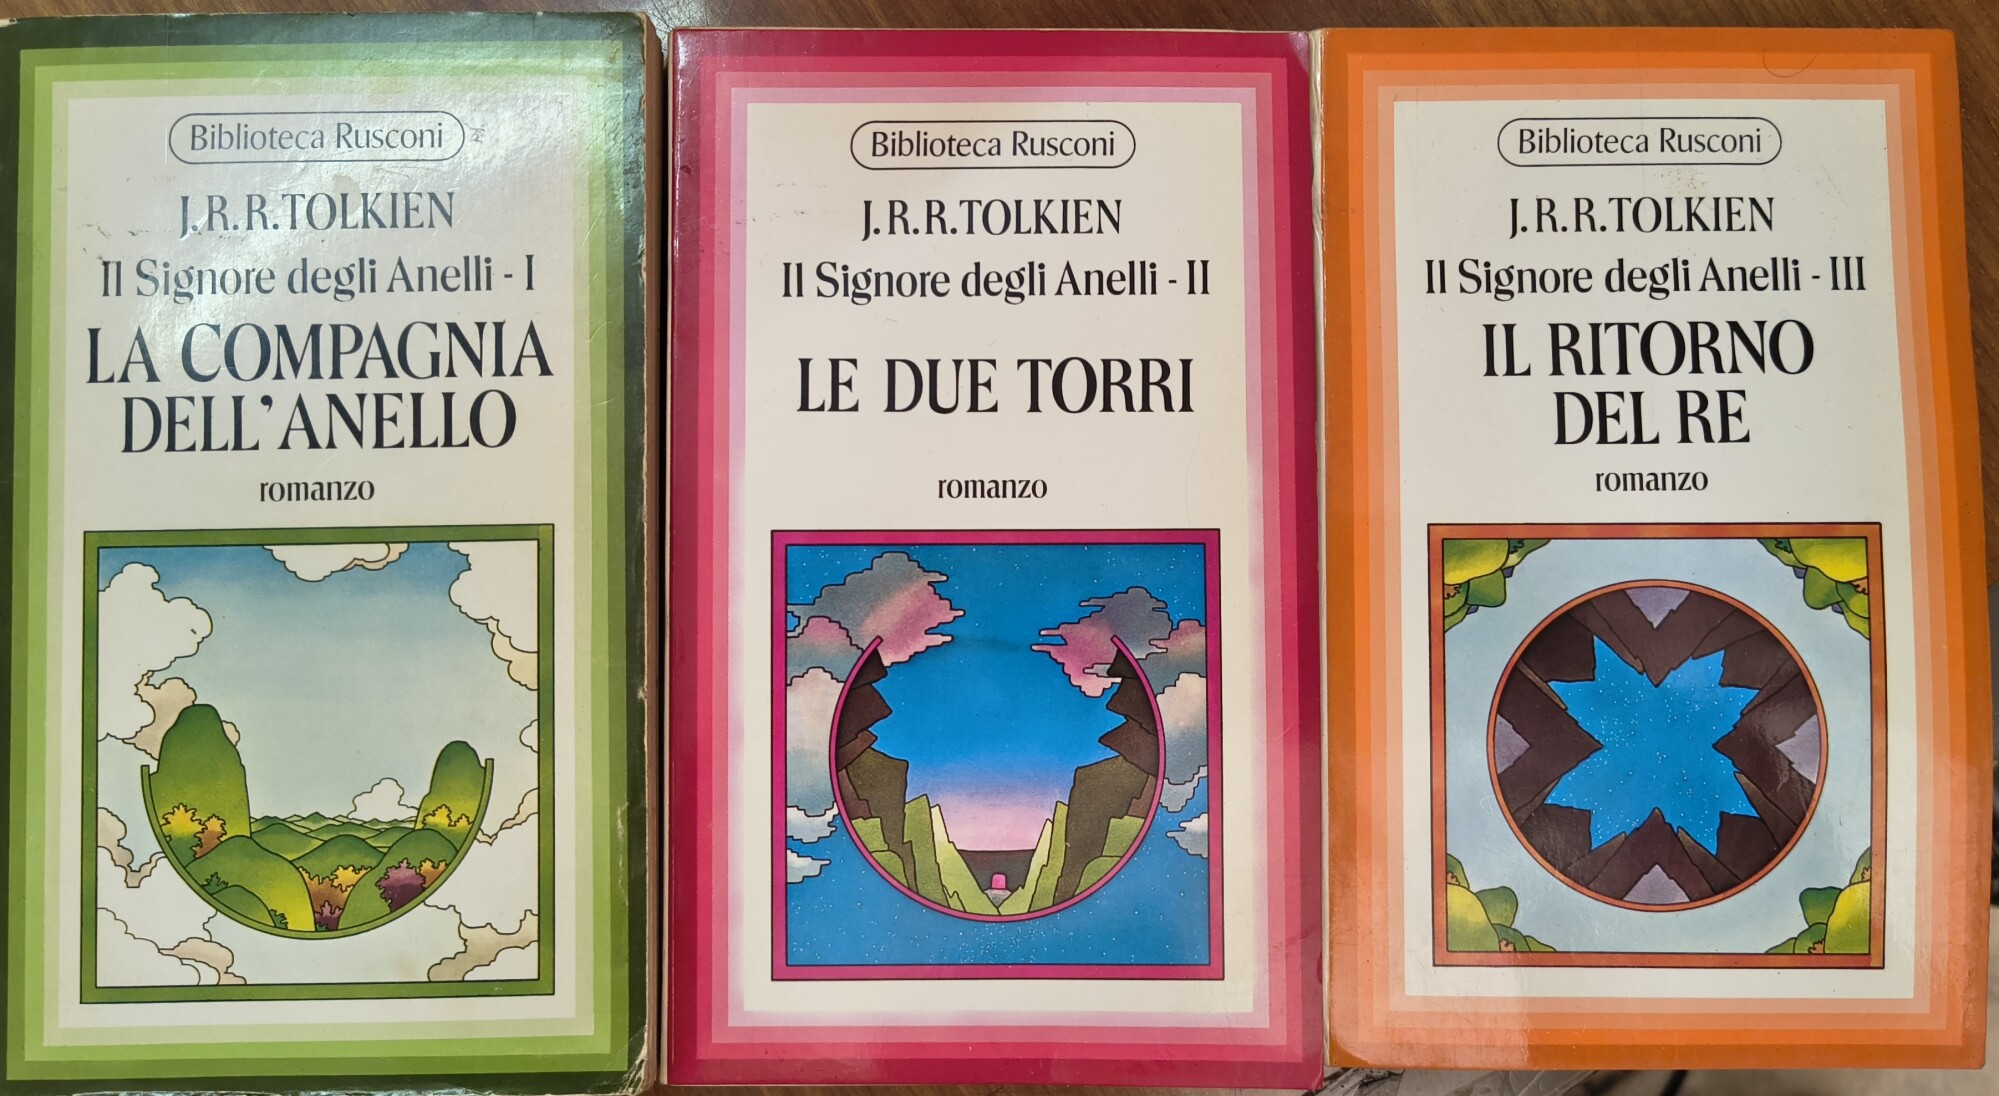 Biblioteca Rusconi
J.R.R.TOLKIEN
Il Signore degli Anelli - I
LA COMPAGNIA
DELL'ANELLO
romanzo
Biblioteca Rusconi
J.R.R.TOLKIEN
Il Signore degli Anelli - II
LE DUE TORRI
romanzo
Biblioteca Rusconi
J.R.R.TOLKIEN
Il Signore degli Anelli - III
IL RITORNO
DEL RE
romanzo